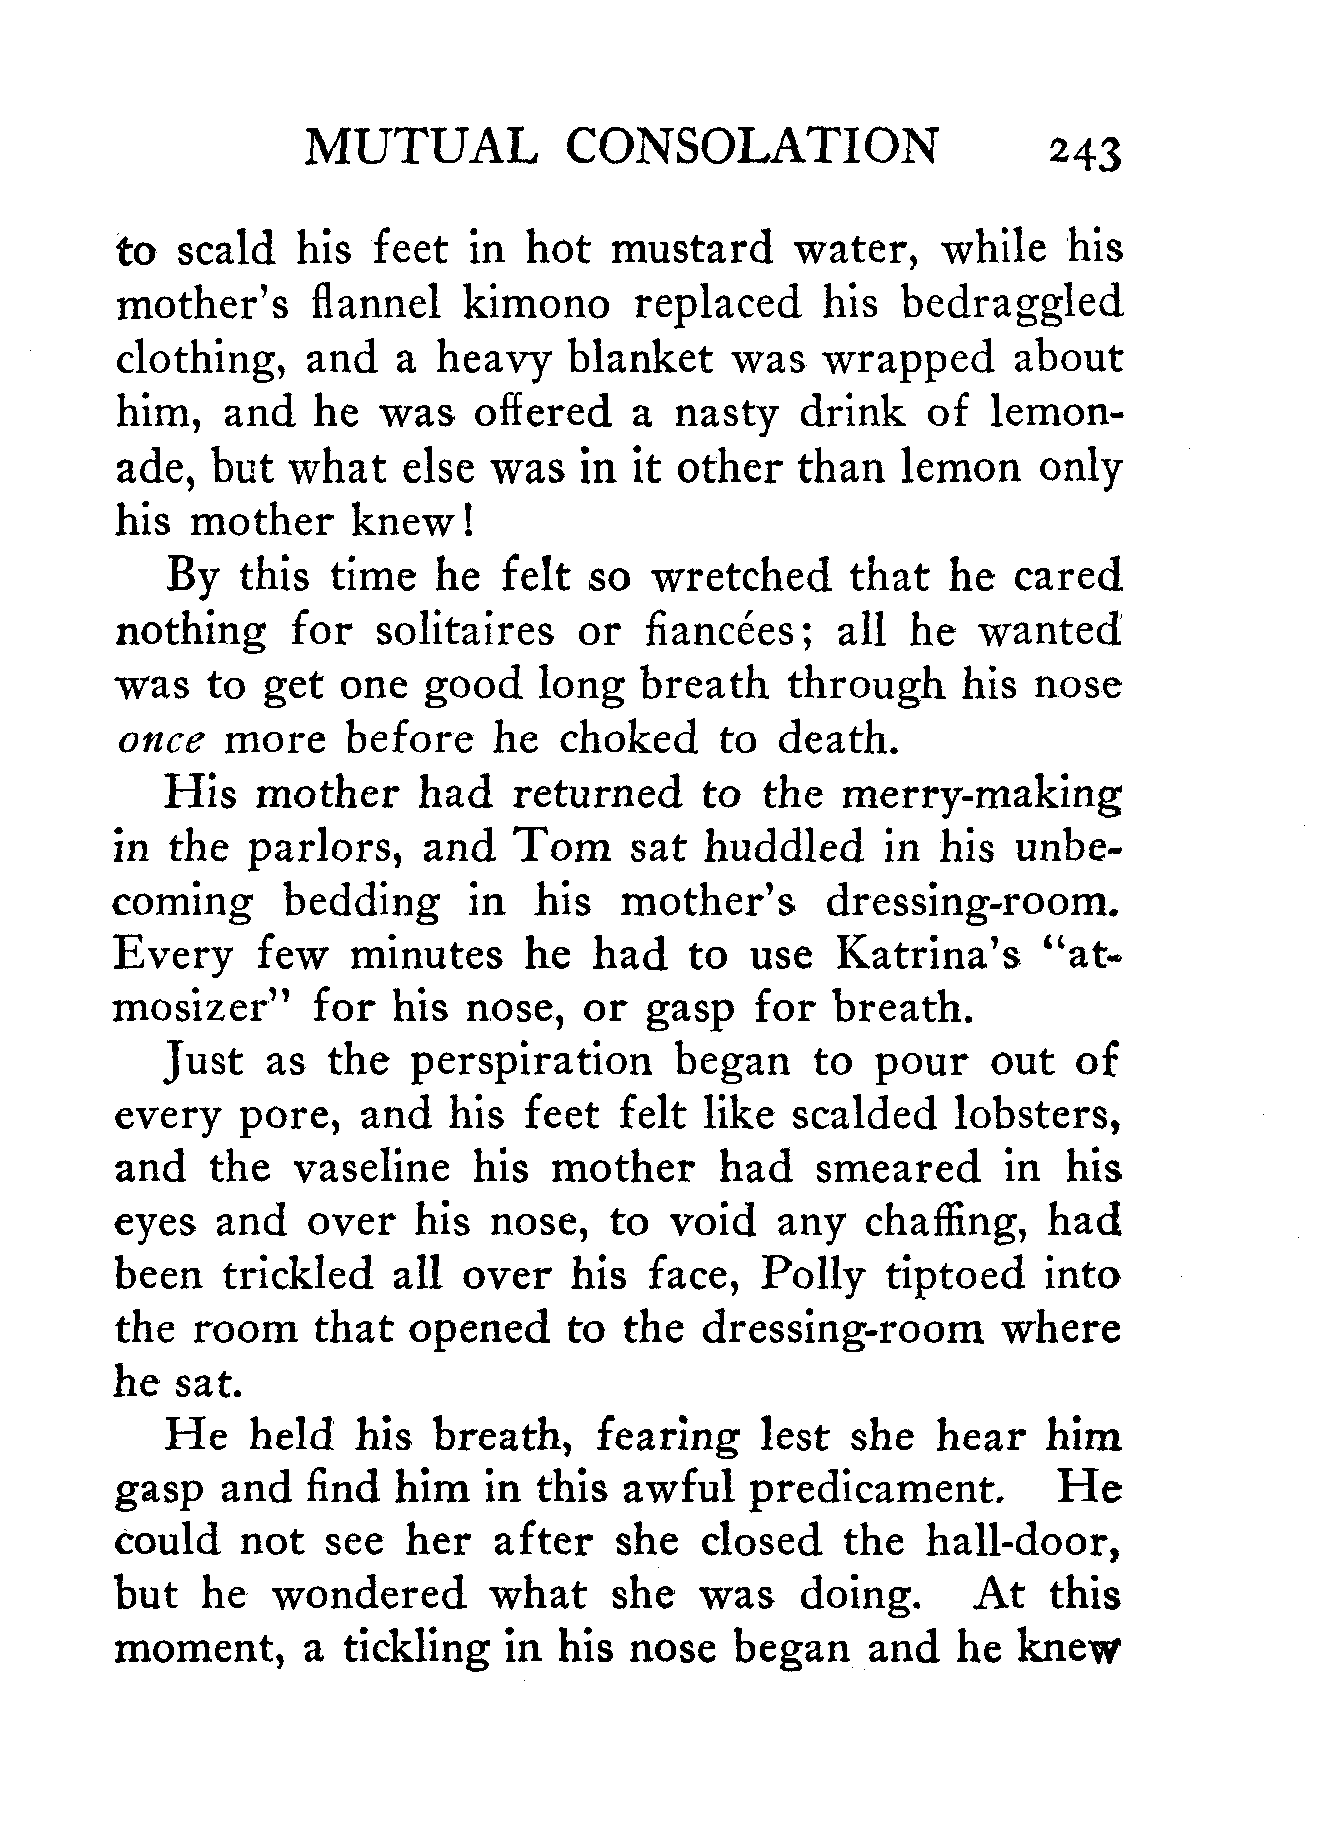 MUTUAL CONSOLATION 243
to scald his feet in hot mustard water, while his
mother's flannel kimono replaced his bedraggled
clothing, and a heavy blanket was wrapped about
him, and he was offered a nasty drink of lemon-
ade, but what else was in it other than lemon only
his mother knew!
By this time he felt so wretched that he cared
nothing for solitaires or fiancées; all he wanted
was to get one good long breath through his nose
once more before he choked to death.
His mother had returned to the merry-making
in the parlors, and Tom sat huddled in his unbe-
coming bedding in his mother's dressing-room.
Every few minutes he had to use Katrina's "at-
mosizer" for his nose, or gasp for breath.
Just as the perspiration began to pour out of
every pore, and his feet felt like scalded lobsters,
and the vaseline his mother had smeared in his
eyes and over his nose, to void any chaffing, had
been trickled all over his face, Polly tiptoed into
the room that opened to the dressing-room where
he sat.
He held his breath, fearing lest she hear him
gasp and find him in this awful predicament. He
could not see her after she closed the hall-door,
but he wondered what she was doing. At this
moment, a tickling in his nose began and he knew